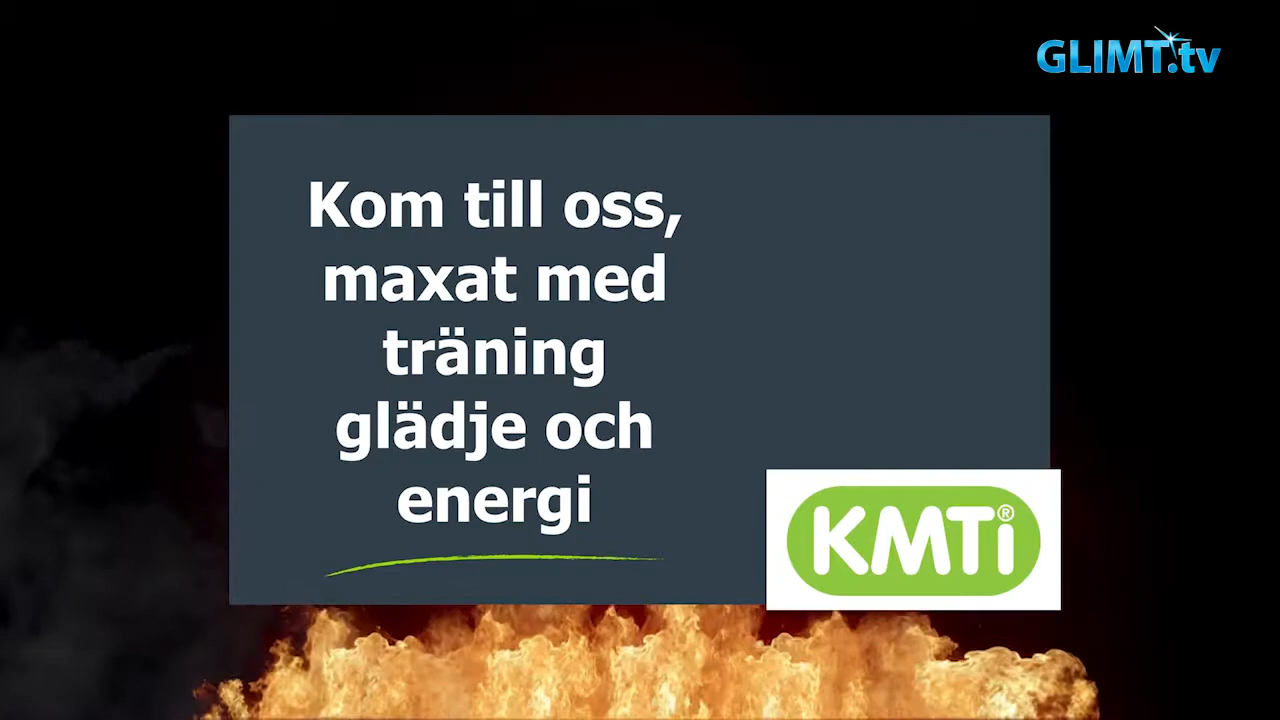 GLIMT.tv
Kom till oss,
maxat med
träning
glädje och
energi
KMTi®